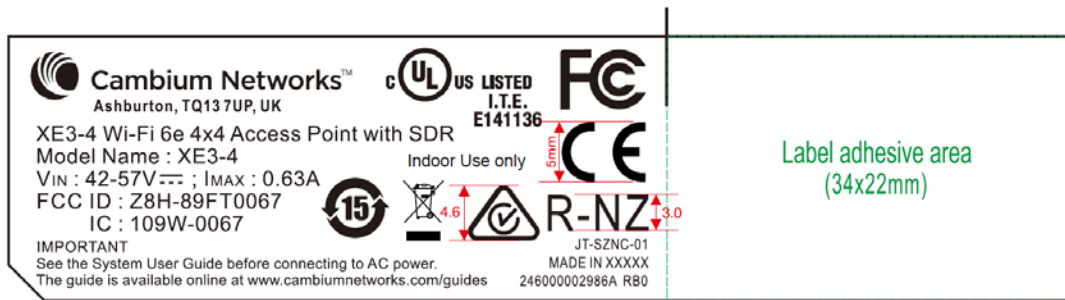 Cambium Networks™
Ashburton, TQ13 7UP, UK
C UL US LISTED
I.T.E.
E141136
FC
XE3-4 Wi-Fi 6e 4x4 Access Point with SDR
Model Name : XE3-4
VIN : 42-57V ; IMAX : 0.63A
FCC ID : Z8H-89FT0067
IC : 109W-0067
Indoor Use only
5mm
CE
15
4.6
R-NZ
3.0
IMPORTANT
See the System User Guide before connecting to AC power.
The guide is available online at www.cambiumnetworks.com/guides
JT-SZNC-01
MADE IN XXXXX
246000002986A RB0
Label adhesive area
(34x22mm)